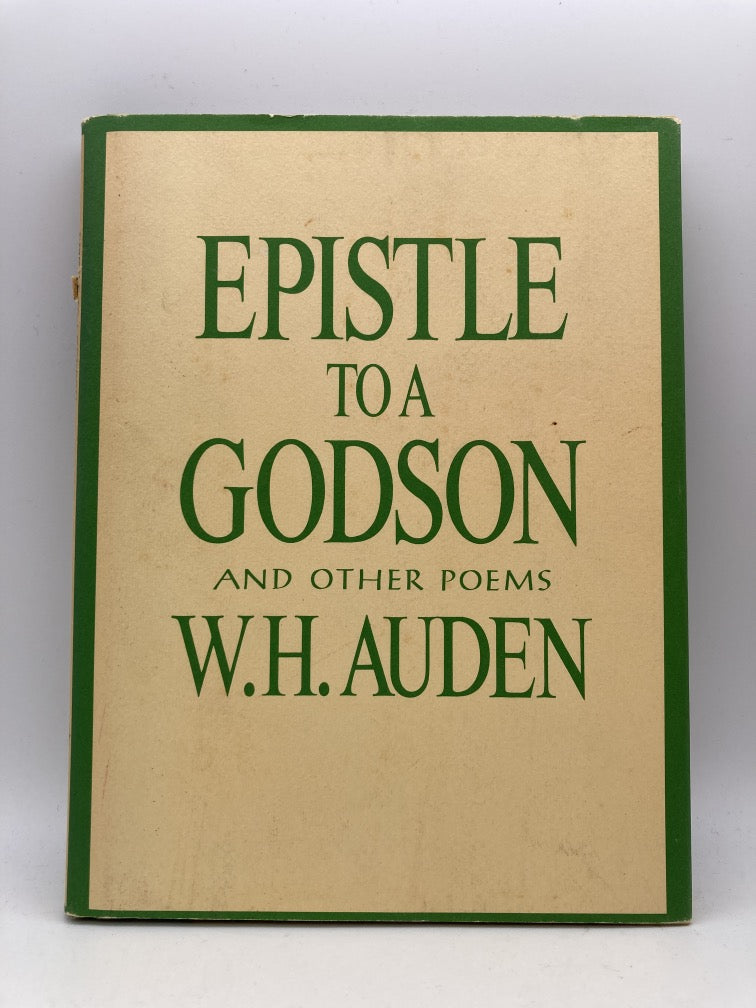 EPISTLE
TO A
GODSON
AND OTHER POEMS
W.H. AUDEN